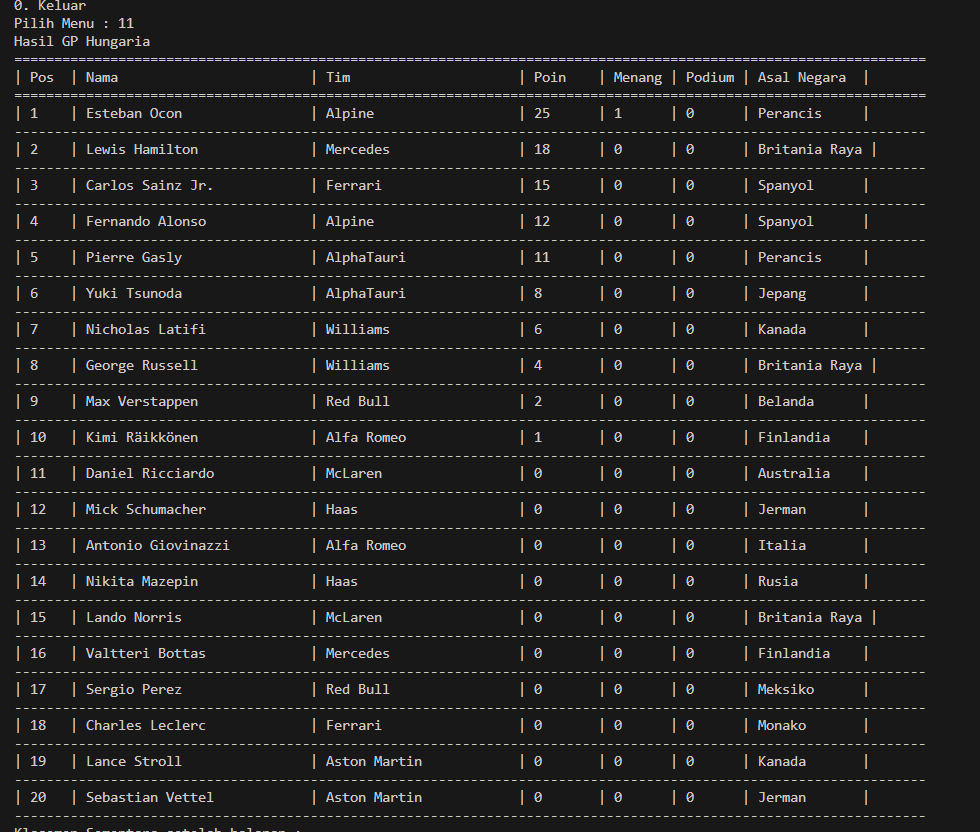 0. Keluar
Pilih Menu : 11
Hasil GP Hungaria
==================================================================================================================
| Pos  | Nama                        | Tim                     | Poin    | Menang | Podium | Asal Negara  |
==================================================================================================================
| 1    | Esteban Ocon                | Alpine                  | 25      | 1      | 0      | Perancis     |
------------------------------------------------------------------------------------------------------------------
| 2    | Lewis Hamilton              | Mercedes                | 18      | 0      | 0      | Britania Raya |
------------------------------------------------------------------------------------------------------------------
| 3    | Carlos Sainz Jr.            | Ferrari                 | 15      | 0      | 0      | Spanyol      |
------------------------------------------------------------------------------------------------------------------
| 4    | Fernando Alonso             | Alpine                  | 12      | 0      | 0      | Spanyol      |
------------------------------------------------------------------------------------------------------------------
| 5    | Pierre Gasly                | AlphaTauri              | 11      | 0      | 0      | Perancis     |
------------------------------------------------------------------------------------------------------------------
| 6    | Yuki Tsunoda                | AlphaTauri              | 8       | 0      | 0      | Jepang       |
------------------------------------------------------------------------------------------------------------------
| 7    | Nicholas Latifi             | Williams                | 6       | 0      | 0      | Kanada       |
------------------------------------------------------------------------------------------------------------------
| 8    | George Russell              | Williams                | 4       | 0      | 0      | Britania Raya |
------------------------------------------------------------------------------------------------------------------
| 9    | Max Verstappen              | Red Bull                | 2       | 0      | 0      | Belanda      |
------------------------------------------------------------------------------------------------------------------
| 10   | Kimi Räikkönen              | Alfa Romeo              | 1       | 0      | 0      | Finlandia    |
------------------------------------------------------------------------------------------------------------------
| 11   | Daniel Ricciardo            | McLaren                 | 0       | 0      | 0      | Australia    |
------------------------------------------------------------------------------------------------------------------
| 12   | Mick Schumacher             | Haas                    | 0       | 0      | 0      | Jerman       |
------------------------------------------------------------------------------------------------------------------
| 13   | Antonio Giovinazzi          | Alfa Romeo              | 0       | 0      | 0      | Italia       |
------------------------------------------------------------------------------------------------------------------
| 14   | Nikita Mazepin              | Haas                    | 0       | 0      | 0      | Rusia        |
------------------------------------------------------------------------------------------------------------------
| 15   | Lando Norris                | McLaren                 | 0       | 0      | 0      | Britania Raya |
------------------------------------------------------------------------------------------------------------------
| 16   | Valtteri Bottas             | Mercedes                | 0       | 0      | 0      | Finlandia    |
------------------------------------------------------------------------------------------------------------------
| 17   | Sergio Perez                | Red Bull                | 0       | 0      | 0      | Meksiko      |
------------------------------------------------------------------------------------------------------------------
| 18   | Charles Leclerc             | Ferrari                 | 0       | 0      | 0      | Monako       |
------------------------------------------------------------------------------------------------------------------
| 19   | Lance Stroll                | Aston Martin            | 0       | 0      | 0      | Kanada       |
------------------------------------------------------------------------------------------------------------------
| 20   | Sebastian Vettel            | Aston Martin            | 0       | 0      | 0      | Jerman       |
------------------------------------------------------------------------------------------------------------------